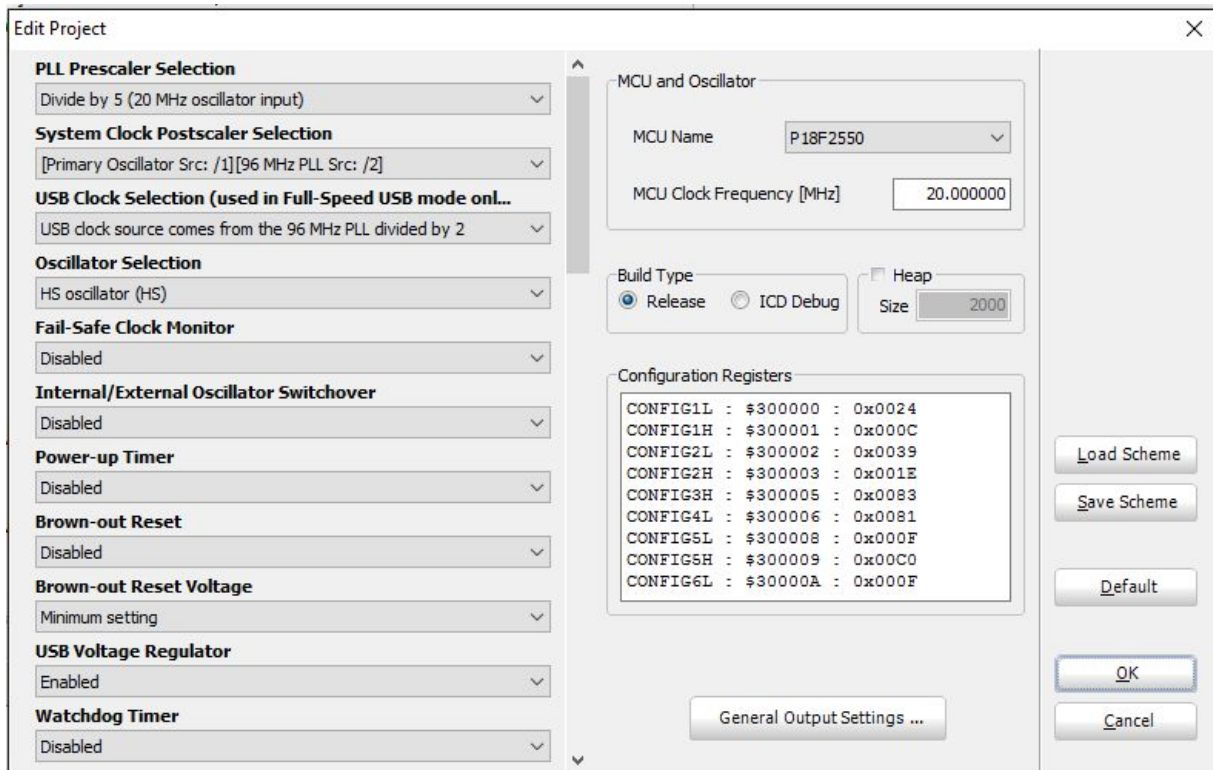 Edit Project
PLL Prescaler Selection
Divide by 5 (20 MHz oscillator input)
System Clock Postscaler Selection
[Primary Oscillator Src: /1][96 MHz PLL Src: /2]
USB Clock Selection (used in Full-Speed USB mode onl...
USB clock source comes from the 96 MHz PLL divided by 2
Oscillator Selection
HS oscillator (HS)
Fail-Safe Clock Monitor
Disabled
Internal/External Oscillator Switchover
Disabled
Power-up Timer
Disabled
Brown-out Reset
Disabled
Brown-out Reset Voltage
Minimum setting
USB Voltage Regulator
Enabled
Watchdog Timer
Disabled
MCU and Oscillator
MCU Name P18F2550
MCU Clock Frequency [MHz] 20.000000
Build Type
Release ICD Debug
Heap
Size 2000
Configuration Registers
CONFIG1L : $300000 : 0x0024
CONFIG1H : $300001 : 0x000C
CONFIG2L : $300002 : 0x0039
CONFIG2H : $300003 : 0x001E
CONFIG3H : $300005 : 0x0083
CONFIG4L : $300006 : 0x0081
CONFIG5L : $300008 : 0x000F
CONFIG5H : $300009 : 0x00C0
CONFIG6L : $30000A : 0x000F
General Output Settings ...
Load Scheme
Save Scheme
Default
OK
Cancel